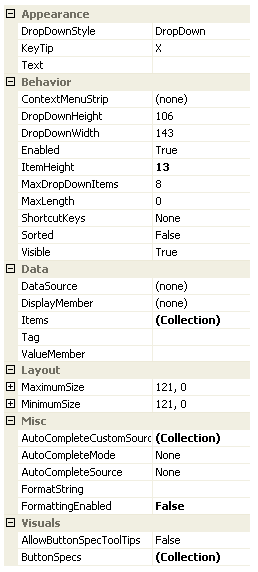 Appearance
DropDownStyle DropDown
KeyTip X
Text
Behavior
ContextMenuStrip (none)
DropDownHeight 106
DropDownWidth 143
Enabled True
ItemHeight 13
MaxDropDownItems 8
MaxLength 0
ShortcutKeys None
Sorted False
Visible True
Data
DataSource (none)
DisplayMember (none)
Items (Collection)
Tag
ValueMember
Layout
MaximumSize 121, 0
MinimumSize 121, 0
Misc
AutoCompleteCustomSourc (Collection)
AutoCompleteMode None
AutoCompleteSource None
FormatString
FormattingEnabled False
Visuals
AllowButtonSpecToolTips False
ButtonSpecs (Collection)